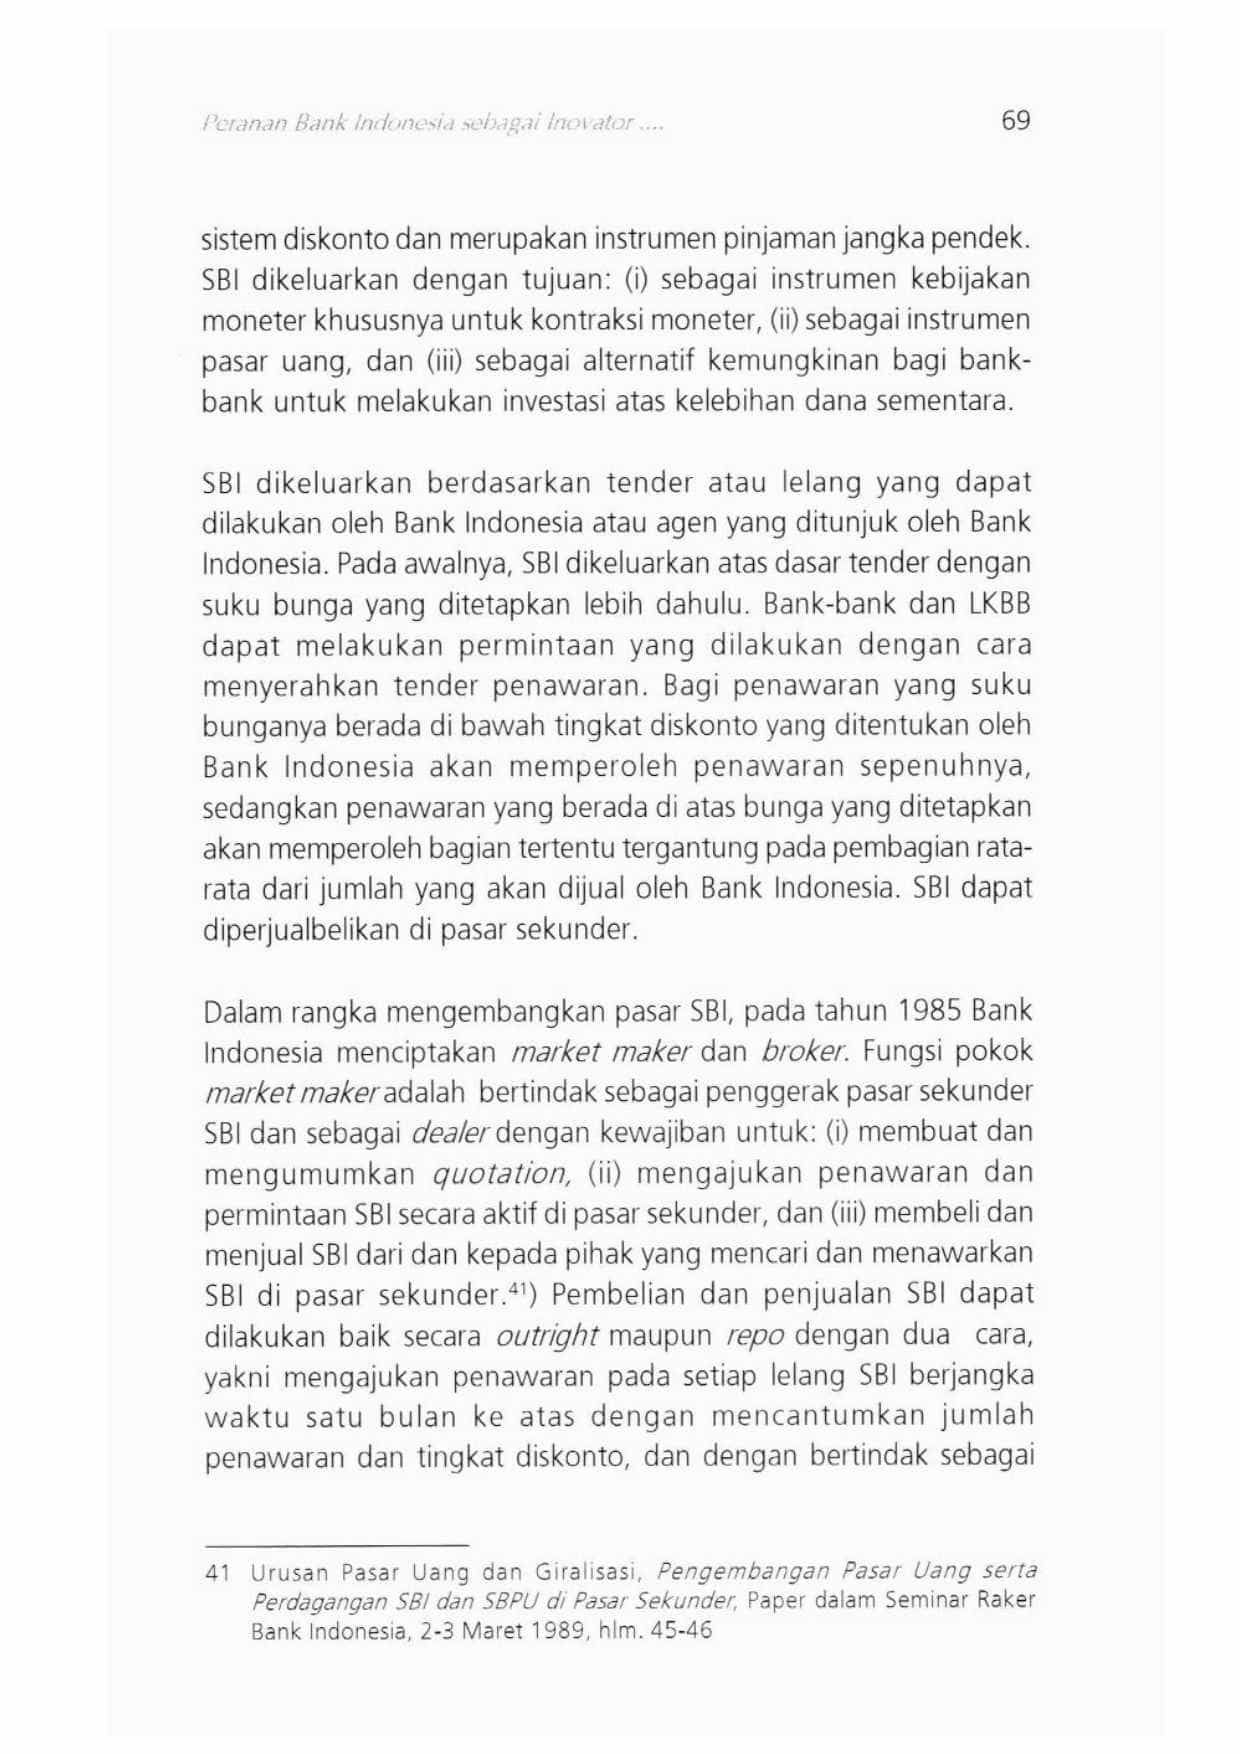 Peranan Bank Indonesia sebagai Inovator .... 69
sistem diskonto dan merupakan instrumen pinjaman jangka pendek.
SBI dikeluarkan dengan tujuan: (i) sebagai instrumen kebijakan
moneter khususnya untuk kontraksi moneter, (ii) sebagai instrumen
pasar uang, dan (iii) sebagai alternatif kemungkinan bagi bank-
bank untuk melakukan investasi atas kelebihan dana sementara.
SBI dikeluarkan berdasarkan tender atau lelang yang dapat
dilakukan oleh Bank Indonesia atau agen yang ditunjuk oleh Bank
Indonesia. Pada awalnya, SBI dikeluarkan atas dasar tender dengan
suku bunga yang ditetapkan lebih dahulu. Bank-bank dan LKBB
dapat melakukan permintaan yang dilakukan dengan cara
menyerahkan tender penawaran. Bagi penawaran yang suku
bunganya berada di bawah tingkat diskonto yang ditentukan oleh
Bank Indonesia akan memperoleh penawaran sepenuhnya,
sedangkan penawaran yang berada di atas bunga yang ditetapkan
akan memperoleh bagian tertentu tergantung pada pembagian rata-
rata dari jumlah yang akan dijual oleh Bank Indonesia. SBI dapat
diperjualbelikan di pasar sekunder.
Dalam rangka mengembangkan pasar SBI, pada tahun 1985 Bank
Indonesia menciptakan market maker dan broker. Fungsi pokok
market maker adalah bertindak sebagai penggerak pasar sekunder
SBI dan sebagai dealer dengan kewajiban untuk: (i) membuat dan
mengumumkan quotation, (ii) mengajukan penawaran dan
permintaan SBI secara aktif di pasar sekunder, dan (iii) membeli dan
menjual SBI dari dan kepada pihak yang mencari dan menawarkan
SBI di pasar sekunder.41) Pembelian dan penjualan SBI dapat
dilakukan baik secara outright maupun repo dengan dua cara,
yakni mengajukan penawaran pada setiap lelang SBI berjangka
waktu satu bulan ke atas dengan mencantumkan jumlah
penawaran dan tingkat diskonto, dan dengan bertindak sebagai
41 Urusan Pasar Uang dan Giralisasi, Pengembangan Pasar Uang serta
Perdagangan SBI dan SBPU di Pasar Sekunder, Paper dalam Seminar Raker
Bank Indonesia, 2-3 Maret 1989, hlm. 45-46